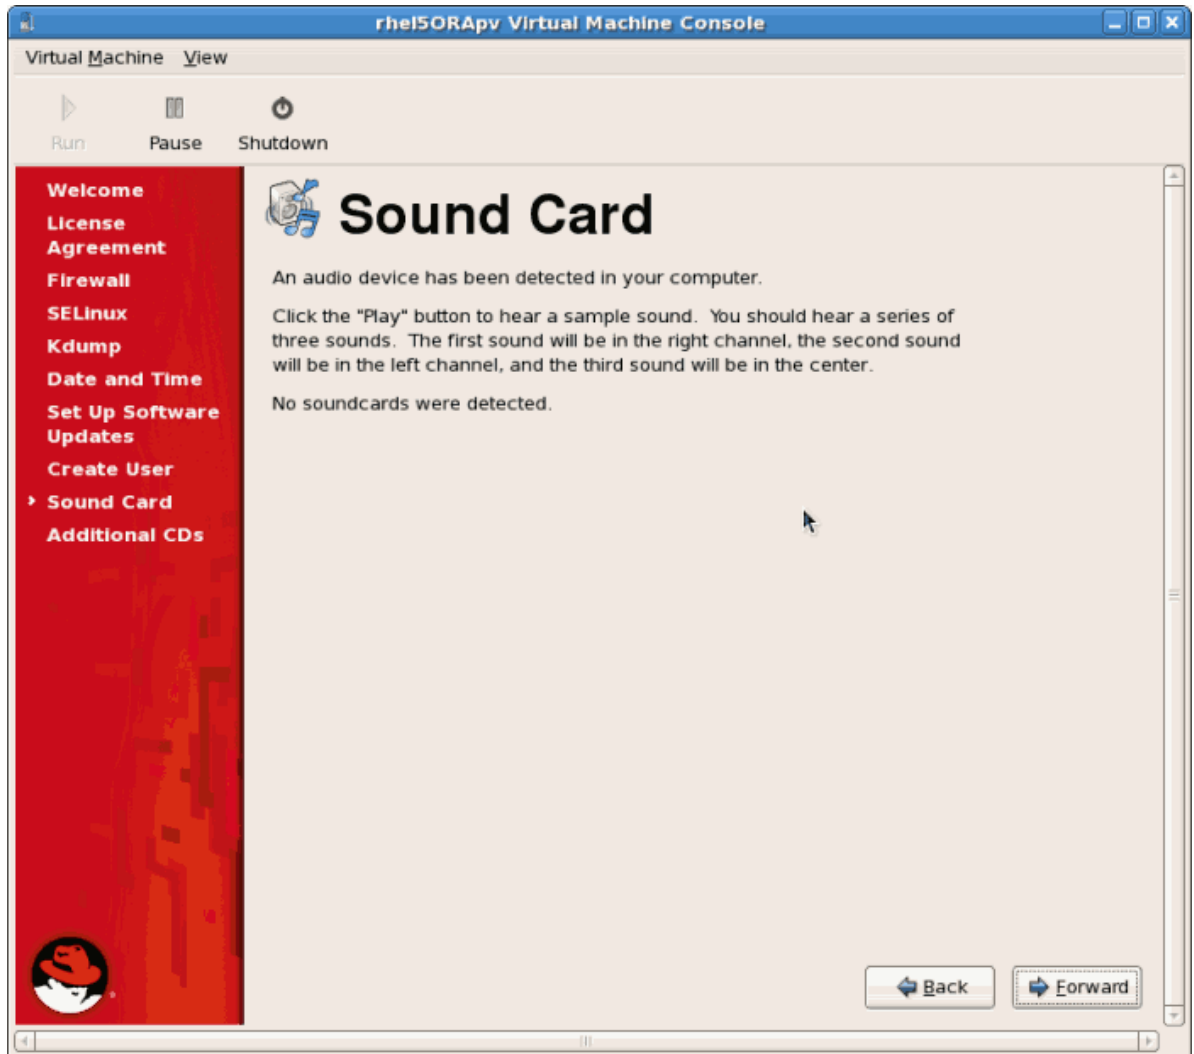 rhel5ORApv Virtual Machine Console
Virtual Machine View
Run Pause Shutdown
Welcome
License
Agreement
Firewall
SELinux
Kdump
Date and Time
Set Up Software
Updates
Create User
Sound Card
Additional CDs
Sound Card
An audio device has been detected in your computer.
Click the "Play" button to hear a sample sound.  You should hear a series of
three sounds.  The first sound will be in the right channel, the second sound
will be in the left channel, and the third sound will be in the center.
No soundcards were detected.
Back Forward